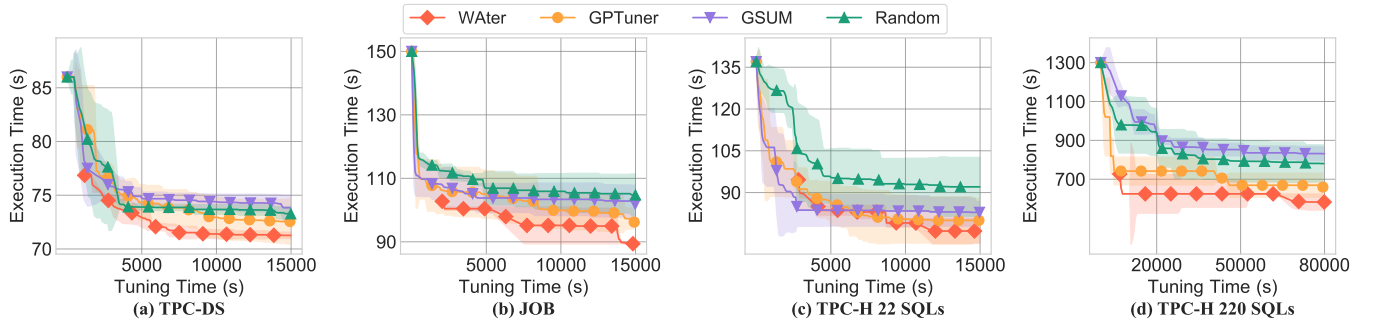 WAter GPTuner GSUM Random
Execution Time (s)
85
80
75
70
5000 10000 15000
Tuning Time (s)
(a) TPC-DS
Execution Time (s)
150
130
110
90
5000 10000 15000
Tuning Time (s)
(b) JOB
Execution Time (s)
135
120
105
90
5000 10000 15000
Tuning Time (s)
(c) TPC-H 22 SQLs
Execution Time (s)
1300
1100
900
700
20000 40000 60000 80000
Tuning Time (s)
(d) TPC-H 220 SQLs